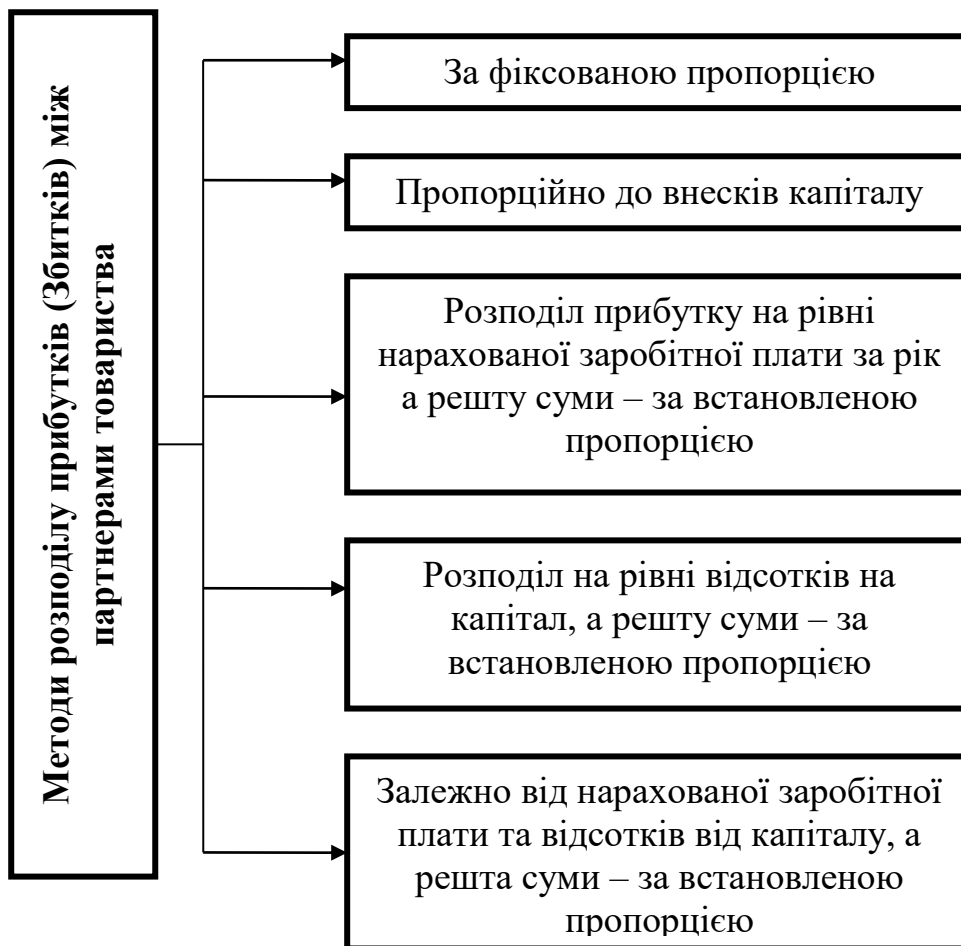 Методи розподілу прибутків (Збитків) між
партнерами товариства
За фіксованою пропорцією
Пропорційно до внесків капіталу
Розподіл прибутку на рівні
нарахованої заробітної плати за рік
а решту суми – за встановленою
пропорцією
Розподіл на рівні відсотків на
капітал, а решту суми – за
встановленою пропорцією
Залежно від нарахованої заробітної
плати та відсотків від капіталу, а
решта суми – за встановленою
пропорцією